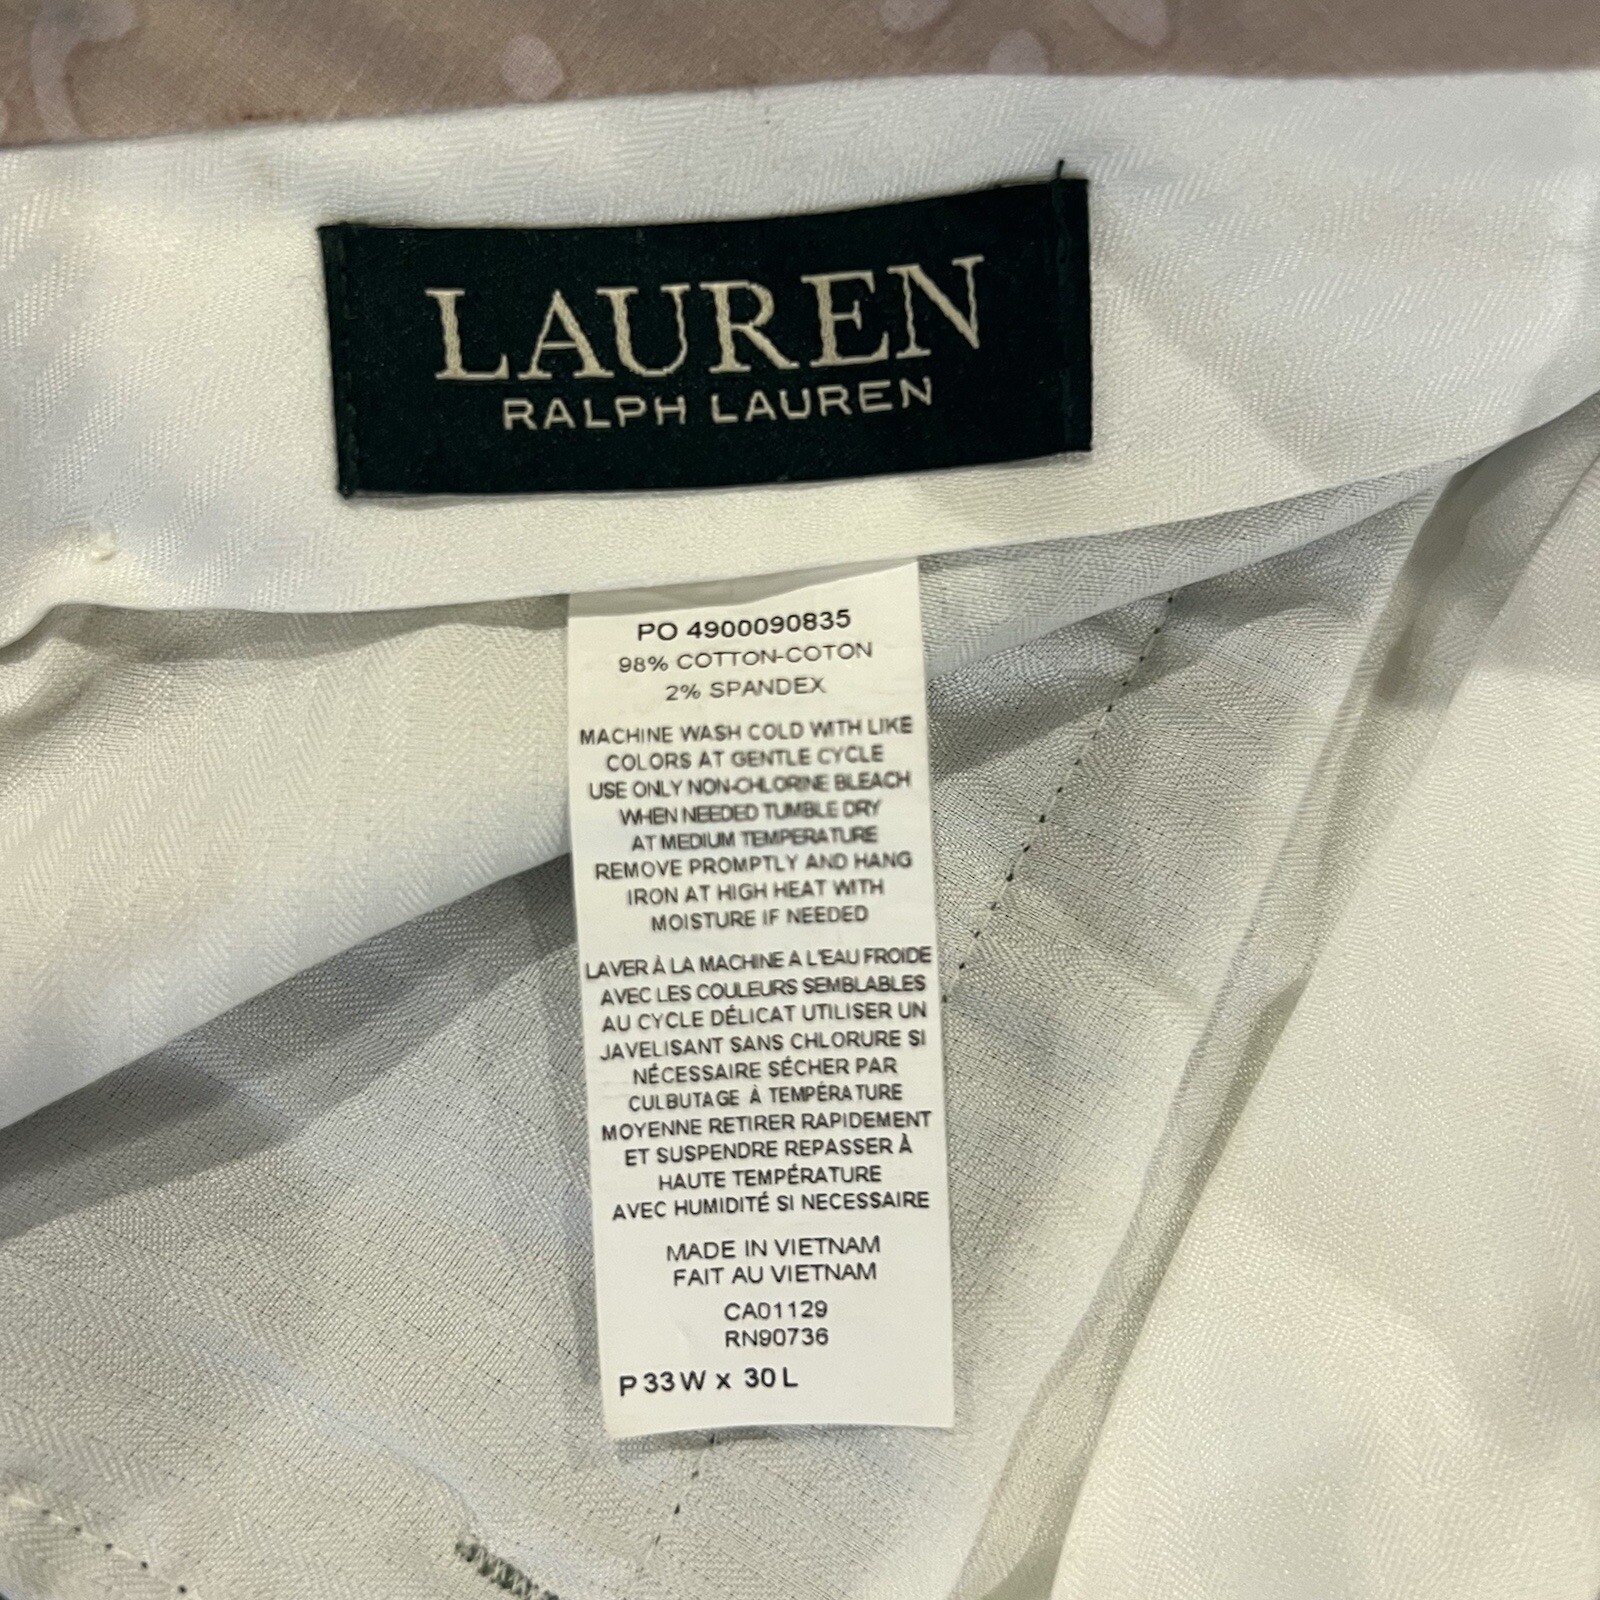 LAUREN
RALPH LAUREN
PO 4900090835
98% COTTON-COTON
2% SPANDEX
MACHINE WASH COLD WITH LIKE
COLORS AT GENTLE CYCLE
USE ONLY NON-CHLORINE BLEACH
WHEN NEEDED TUMBLE DRY
AT MEDIUM TEMPERATURE
REMOVE PROMPTLY AND HANG
IRON AT HIGH HEAT WITH
MOISTURE IF NEEDED
LAVER À LA MACHINE A L'EAU FROIDE
AVEC LES COULEURS SEMBLABLES
AU CYCLE DÉLICAT UTILISER UN
JAVELISANT SANS CHLORURE SI
NÉCESSAIRE SÉCHER PAR
CULBUTAGE À TEMPÉRATURE
MOYENNE RETIRER RAPIDEMENT
ET SUSPENDRE REPASSER À
HAUTE TEMPÉRATURE
AVEC HUMIDITÉ SI NECESSAIRE
MADE IN VIETNAM
FAIT AU VIETNAM
CA01129
RN90736
P 33W x 30L